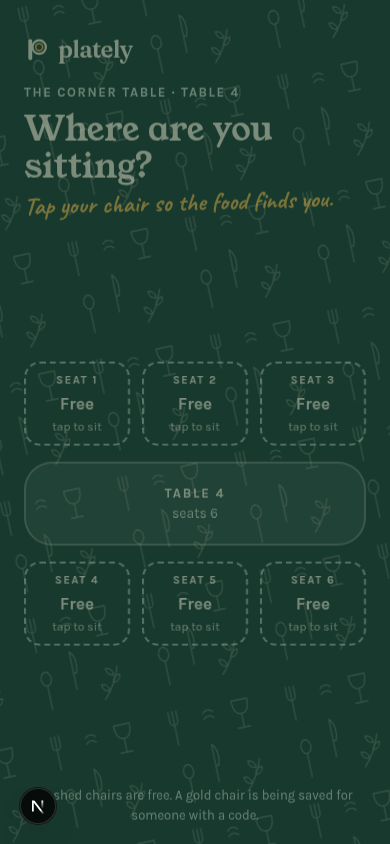 plately
THE CORNER TABLE · TABLE 4
Where are you
sitting?
Tap your chair so the food finds you.
SEAT 1
Free
tap to sit
SEAT 2
Free
tap to sit
SEAT 3
Free
tap to sit
TABLE 4
seats 6
SEAT 4
Free
tap to sit
SEAT 5
Free
tap to sit
SEAT 6
Free
tap to sit
chairs are free. A gold chair is being saved for
someone with a code.